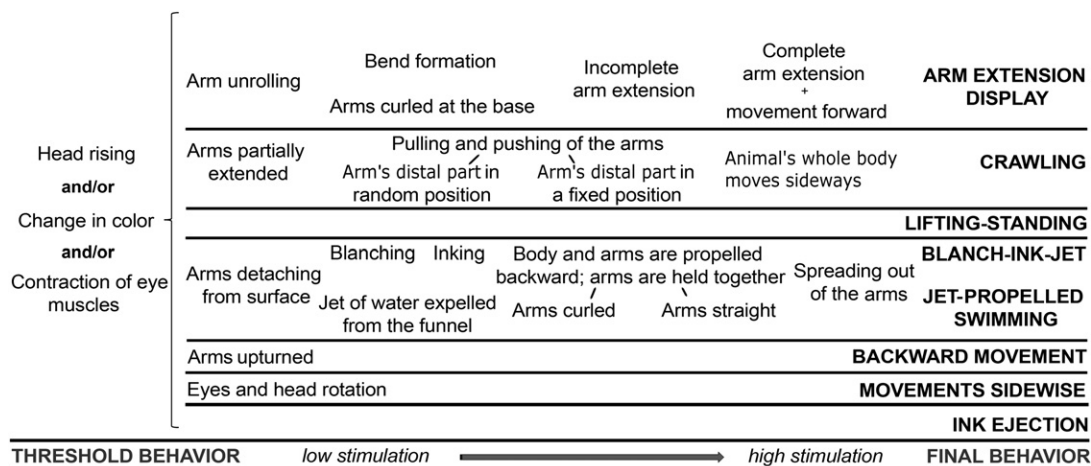 Head rising
and/or
Change in color
and/or
Contraction of eye
muscles
Arm unrolling
Bend formation
Arms curled at the base
Incomplete
arm extension
Complete
arm extension
+
movement forward
ARM EXTENSION
DISPLAY
Arms partially
extended
Pulling and pushing of the arms
Arm's distal part in
random position
Arm's distal part in
a fixed position
Animal's whole body
moves sideways
CRAWLING
LIFTING-STANDING
Arms detaching
from surface
Blanching Inking
Jet of water expelled
from the funnel
Body and arms are propelled
backward; arms are held together
Arms curled
Arms straight
Spreading out
of the arms
BLANCH-INK-JET
JET-PROPELLED
SWIMMING
Arms upturned
BACKWARD MOVEMENT
Eyes and head rotation
MOVEMENTS SIDEWISE
INK EJECTION
THRESHOLD BEHAVIOR low stimulation high stimulation FINAL BEHAVIOR